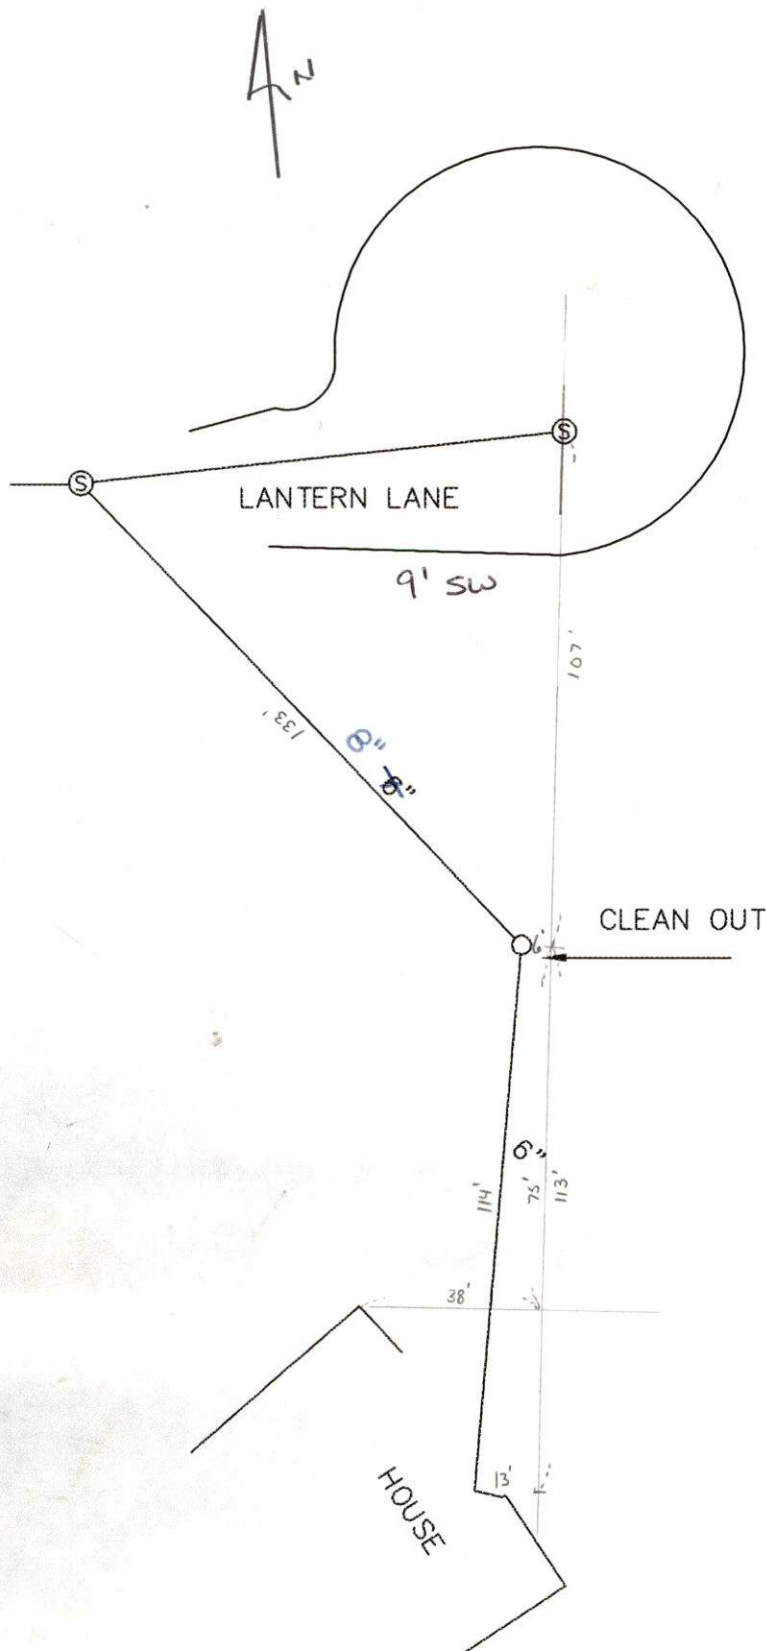 N
S
S
LANTERN LANE
9' SW
107'
133'
8"
6"
CLEAN OUT
6'
6"
114'
75'
113'
38'
13'
HOUSE